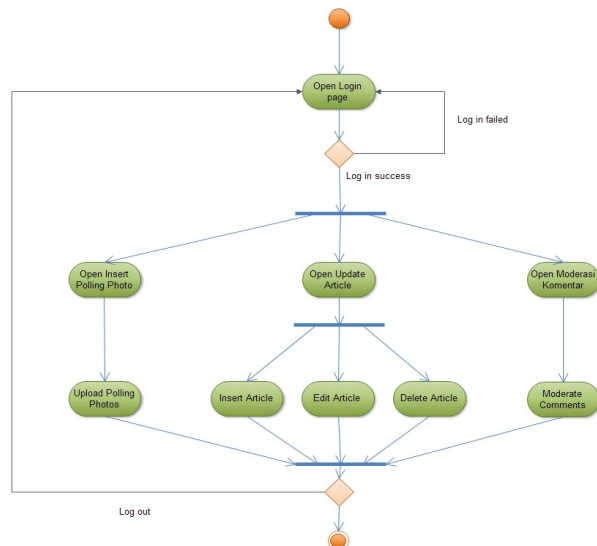 Open Login
page
Log in failed
Log in success
Open Insert
Polling Photo
Open Update
Article
Open Moderasi
Komentar
Upload Polling
Photos
Insert Article
Edit Article
Delete Article
Moderate
Comments
Log out